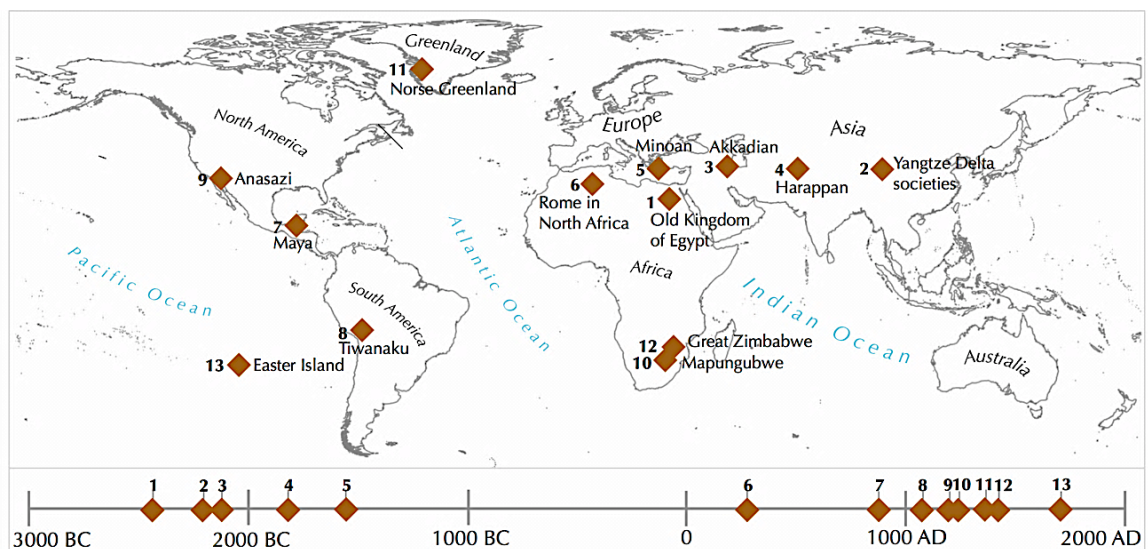 Greenland
11
Norse Greenland
North America
Europe
Asia
Minoan
Akkadian
9 Anasazi
5
3
4
Harappan
2
Yangtze Delta
societies
6
Rome in
North Africa
1
Old Kingdom
of Egypt
7
Maya
Atlantic Ocean
Pacific Ocean
Africa
Indian Ocean
South America
8
Tiwanaku
12 Great Zimbabwe
10 Mapungubwe
13 Easter Island
Australia
1 2 3 4 5 6 7 8 9 10 11 12 13
3000 BC 2000 BC 1000 BC 0 1000 AD 2000 AD